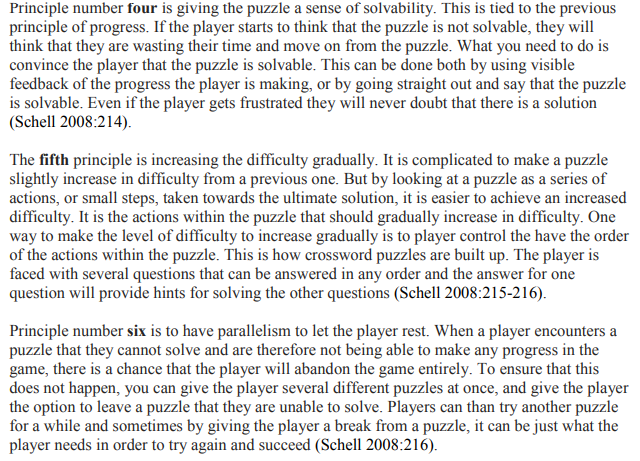 Principle number four is giving the puzzle a sense of solvability. This is tied to the previous
principle of progress. If the player starts to think that the puzzle is not solvable, they will
think that they are wasting their time and move on from the puzzle. What you need to do is
convince the player that the puzzle is solvable. This can be done both by using visible
feedback of the progress the player is making, or by going straight out and say that the puzzle
is solvable. Even if the player gets frustrated they will never doubt that there is a solution
(Schell 2008:214).
The fifth principle is increasing the difficulty gradually. It is complicated to make a puzzle
slightly increase in difficulty from a previous one. But by looking at a puzzle as a series of
actions, or small steps, taken towards the ultimate solution, it is easier to achieve an increased
difficulty. It is the actions within the puzzle that should gradually increase in difficulty. One
way to make the level of difficulty to increase gradually is to player control the have the order
of the actions within the puzzle. This is how crossword puzzles are built up. The player is
faced with several questions that can be answered in any order and the answer for one
question will provide hints for solving the other questions (Schell 2008:215-216).
Principle number six is to have parallelism to let the player rest. When a player encounters a
puzzle that they cannot solve and are therefore not being able to make any progress in the
game, there is a chance that the player will abandon the game entirely. To ensure that this
does not happen, you can give the player several different puzzles at once, and give the player
the option to leave a puzzle that they are unable to solve. Players can than try another puzzle
for a while and sometimes by giving the player a break from a puzzle, it can be just what the
player needs in order to try again and succeed (Schell 2008:216).